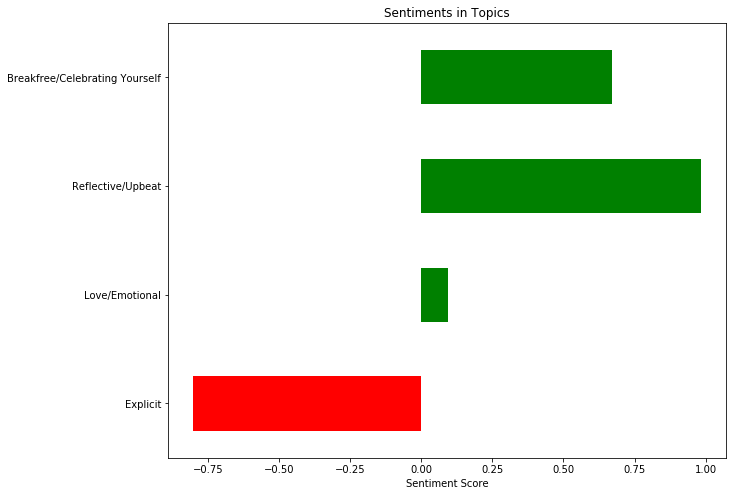 Sentiments in Topics
Breakfree/Celebrating Yourself
Reflective/Upbeat
Love/Emotional
Explicit
−0.75 −0.50 −0.25 0.00 0.25 0.50 0.75 1.00
Sentiment Score